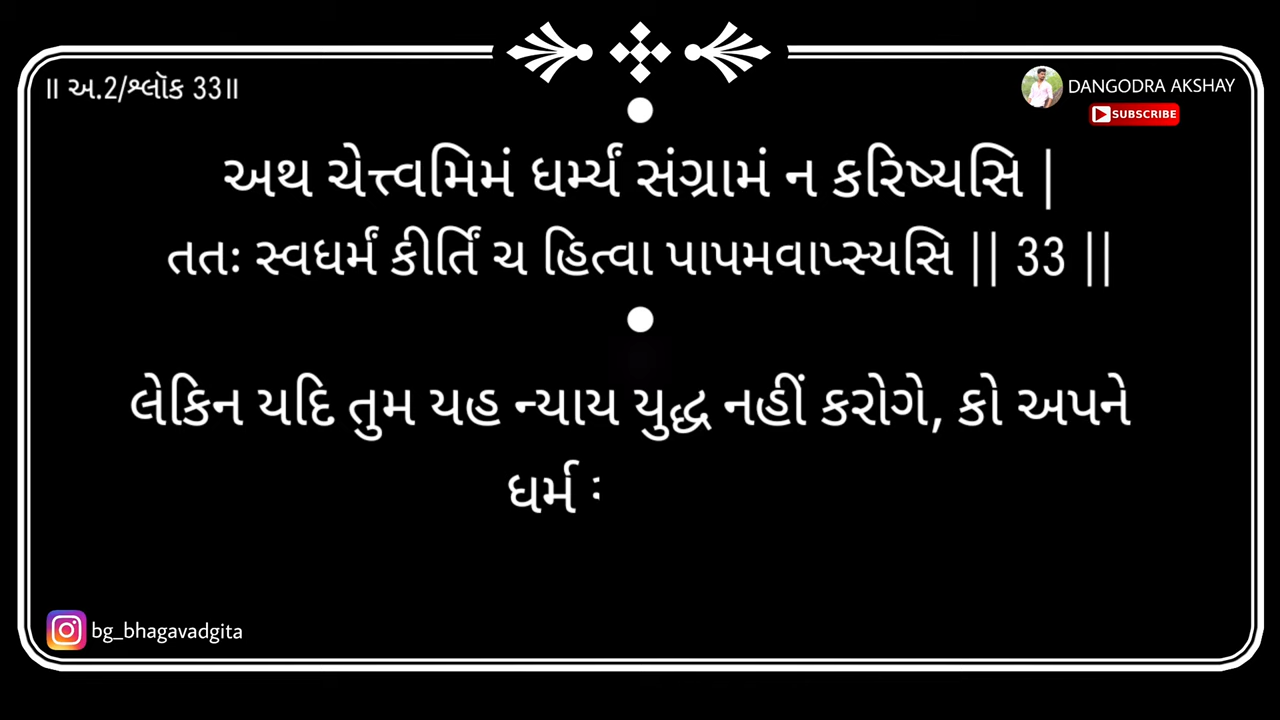 ॥ અ.2/શ્લૉક 33॥
DANGODRA AKSHAY
SUBSCRIBE
અથ ચેત્ત્વમિમં ધર્મ્યં સંગ્રામં ન કરિષ્યસિ |
તતઃ સ્વધર્મં કીર્તિં ચ હિત્વા પાપમવાપ્સ્યસિ || 33 ||
લેકિન યદિ તુમ યહ ન્યાય યુદ્ધ નહીં કરોગે, કો અપને
ધર્મ
bg_bhagavadgita